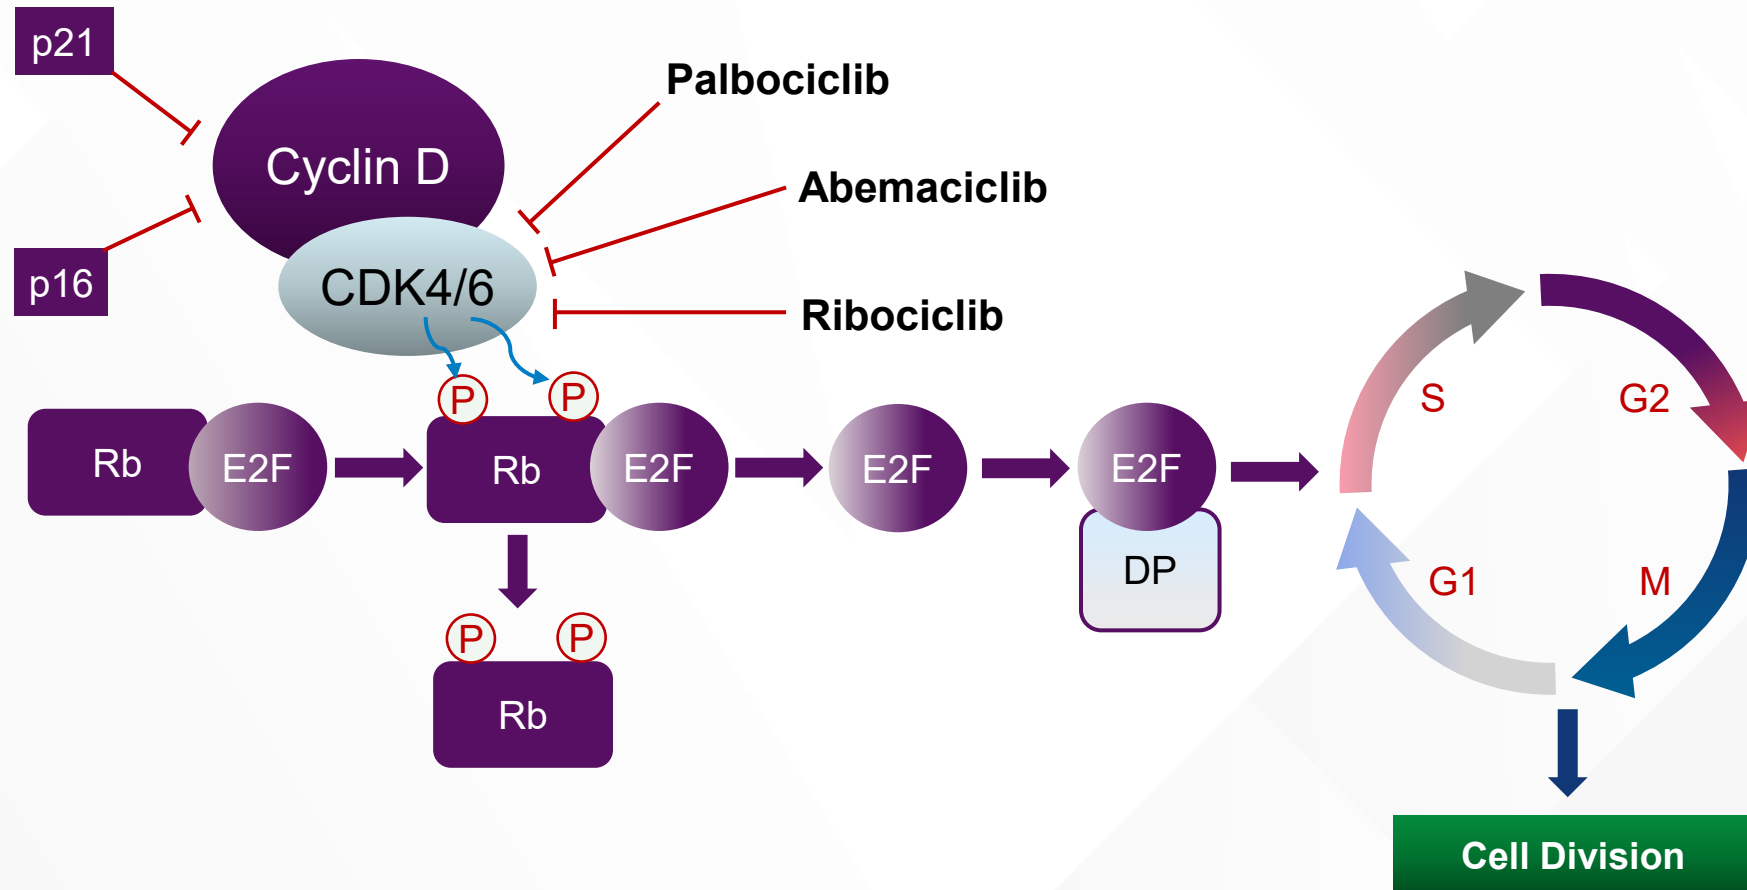 p21
Palbociclib
Cyclin D
Abemaciclib
p16
CDK4/6
Ribociclib
P
P
Rb
E2F
Rb
E2F
E2F
E2F
DP
P
P
Rb
S
G2
G1
M
Cell Division